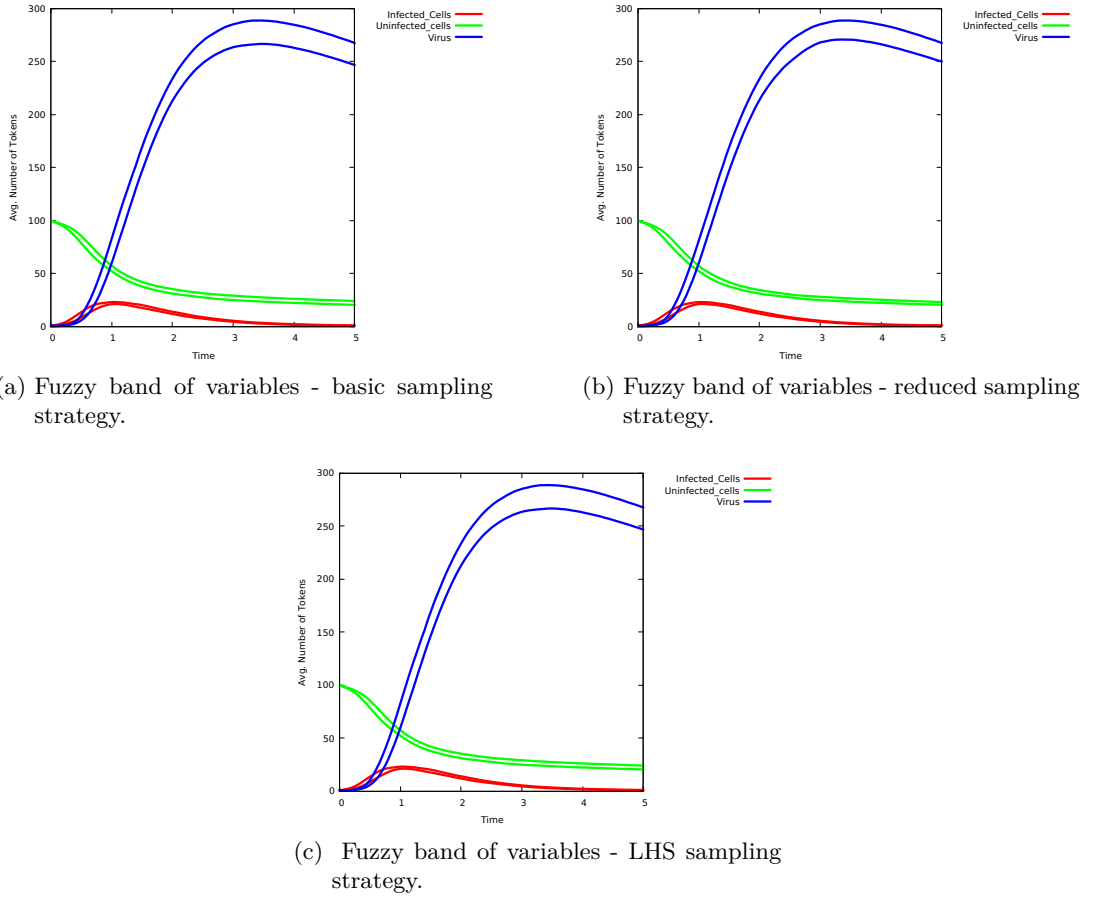 300
250
200
150
100
50
0
0 1 2 3 4 5
Avg. Number of Tokens
Time
Infected_Cells
Uninfected_cells
Virus
(a) Fuzzy band of variables - basic sampling
strategy.
300
250
200
150
100
50
0
0 1 2 3 4 5
Avg. Number of Tokens
Time
Infected_Cells
Uninfected_cells
Virus
(b) Fuzzy band of variables - reduced sampling
strategy.
300
250
200
150
100
50
0
0 1 2 3 4 5
Avg. Number of Tokens
Time
Infected_Cells
Uninfected_cells
Virus
(c) Fuzzy band of variables - LHS sampling
strategy.